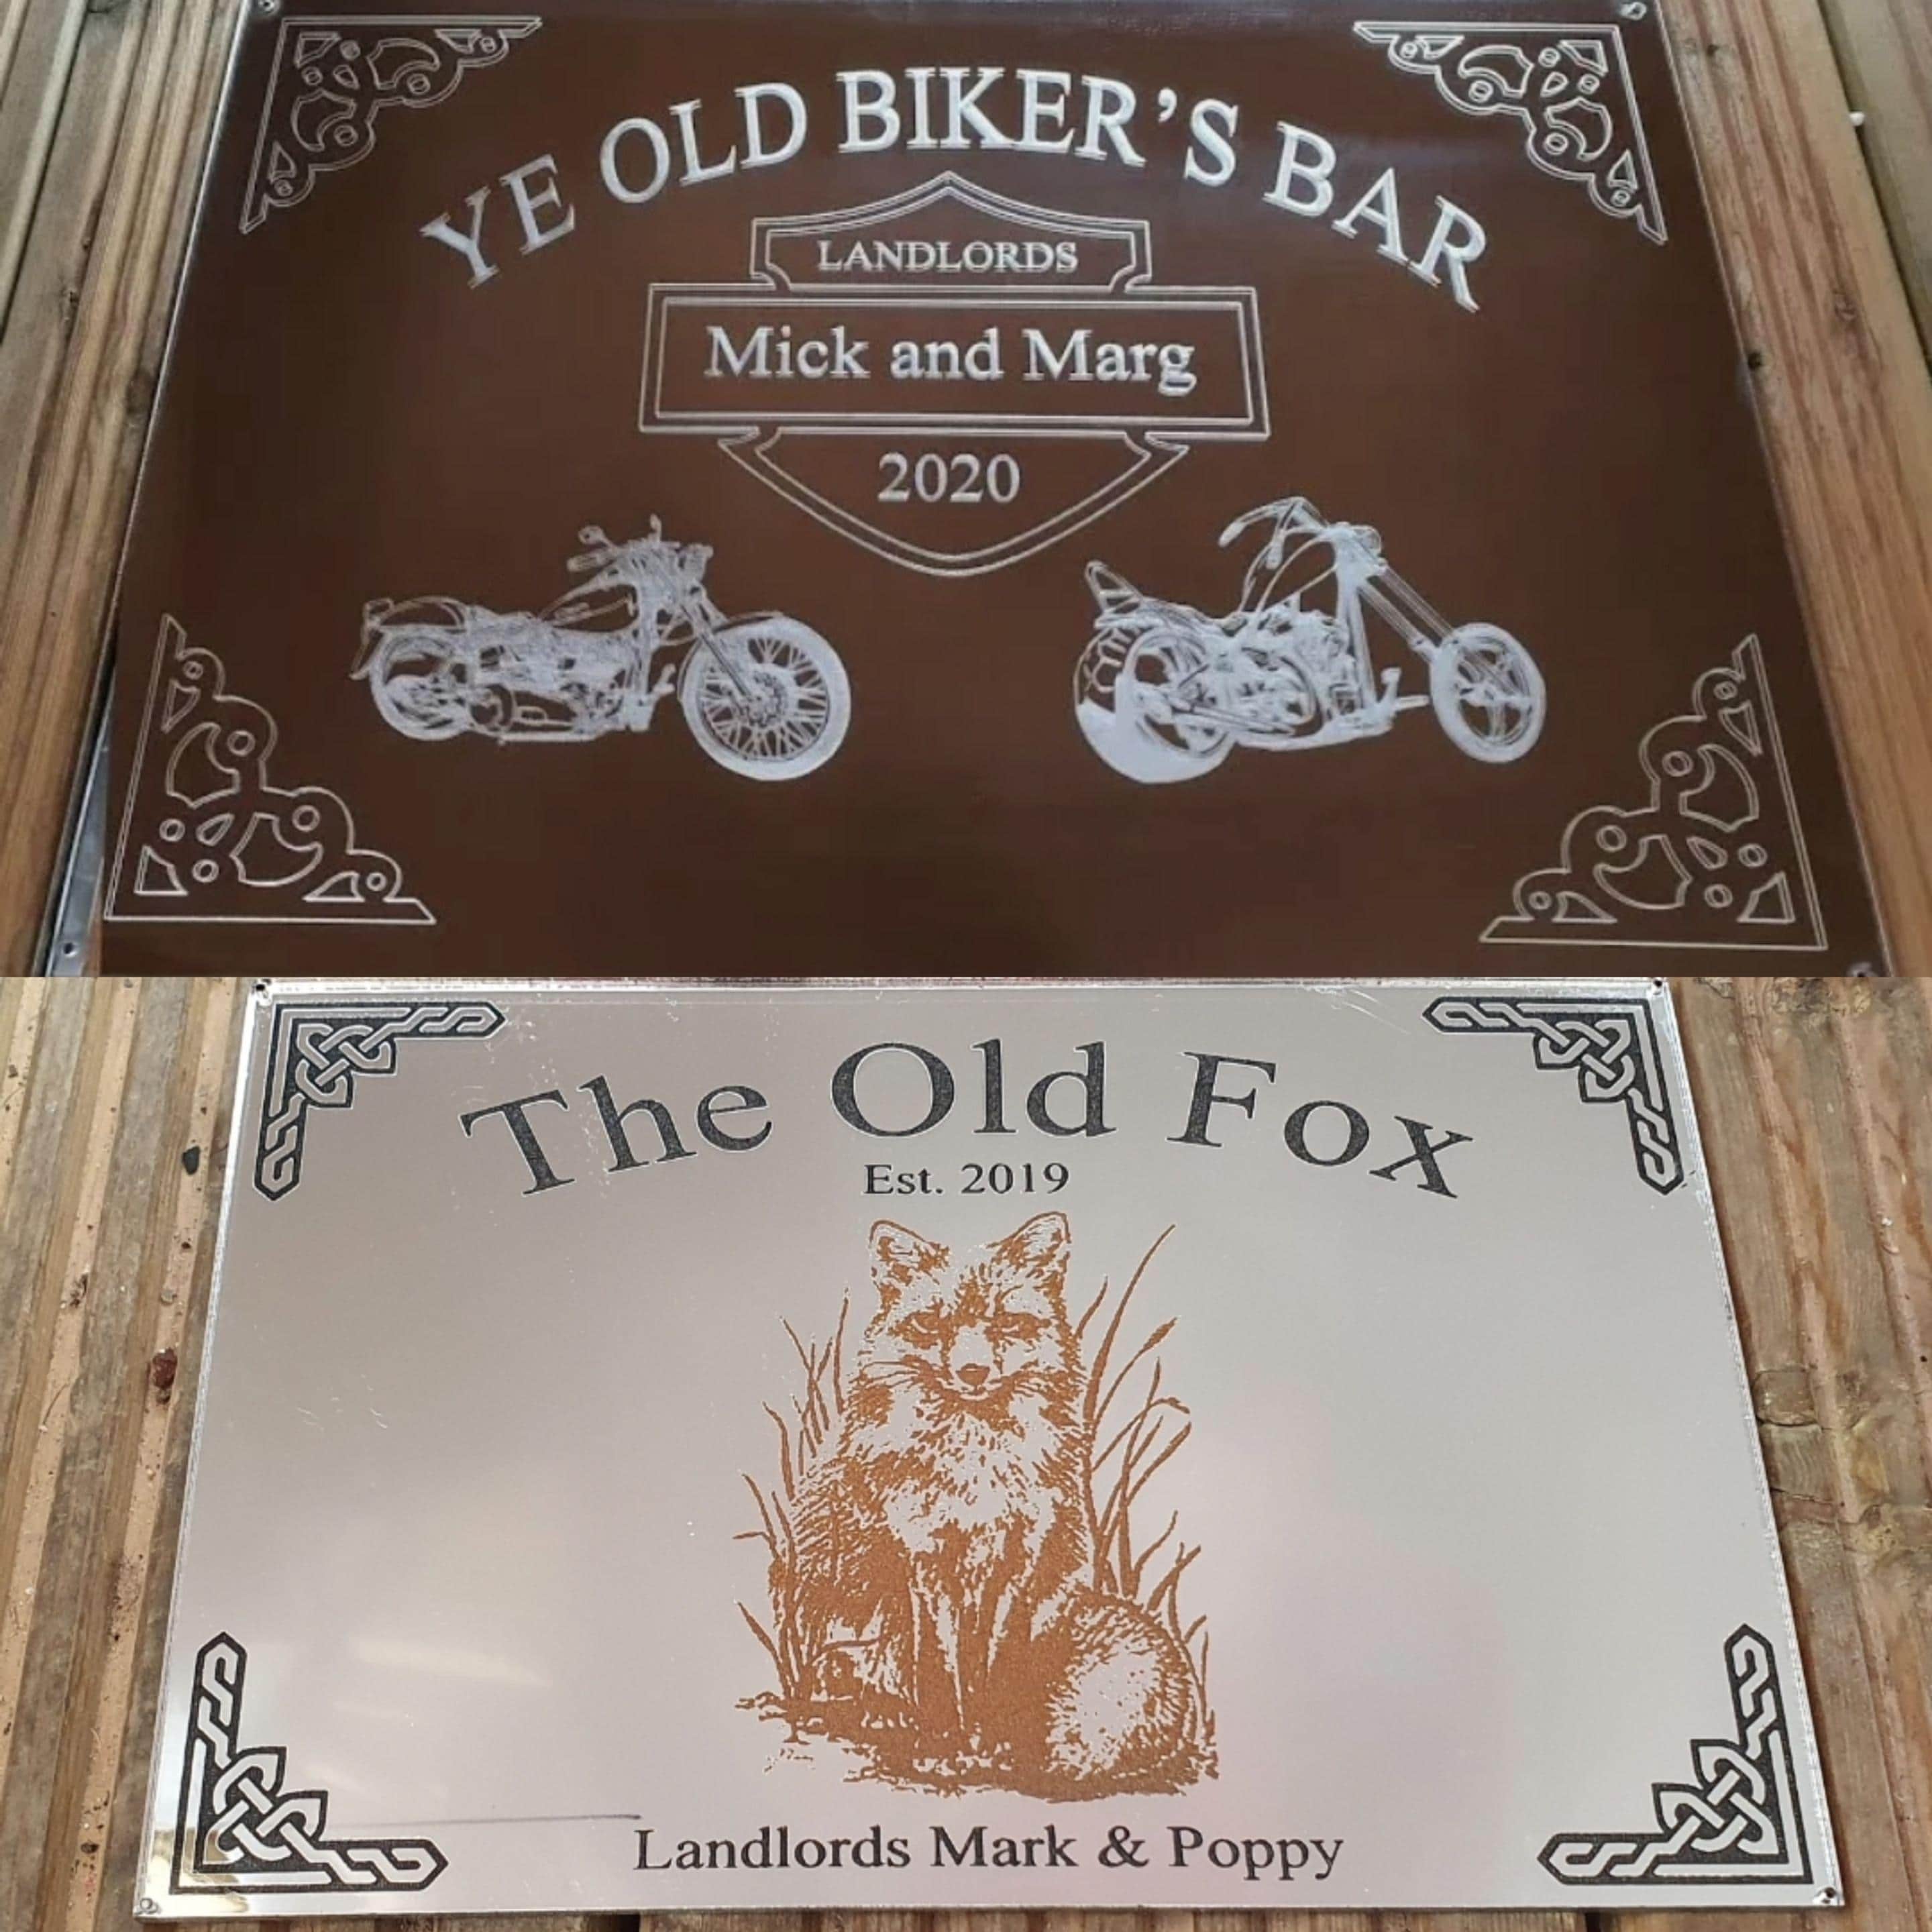 YE OLD BIKER'S BAR
LANDLORDS
Mick and Marg
2020
The Old Fox
Est. 2019
Landlords Mark & Poppy